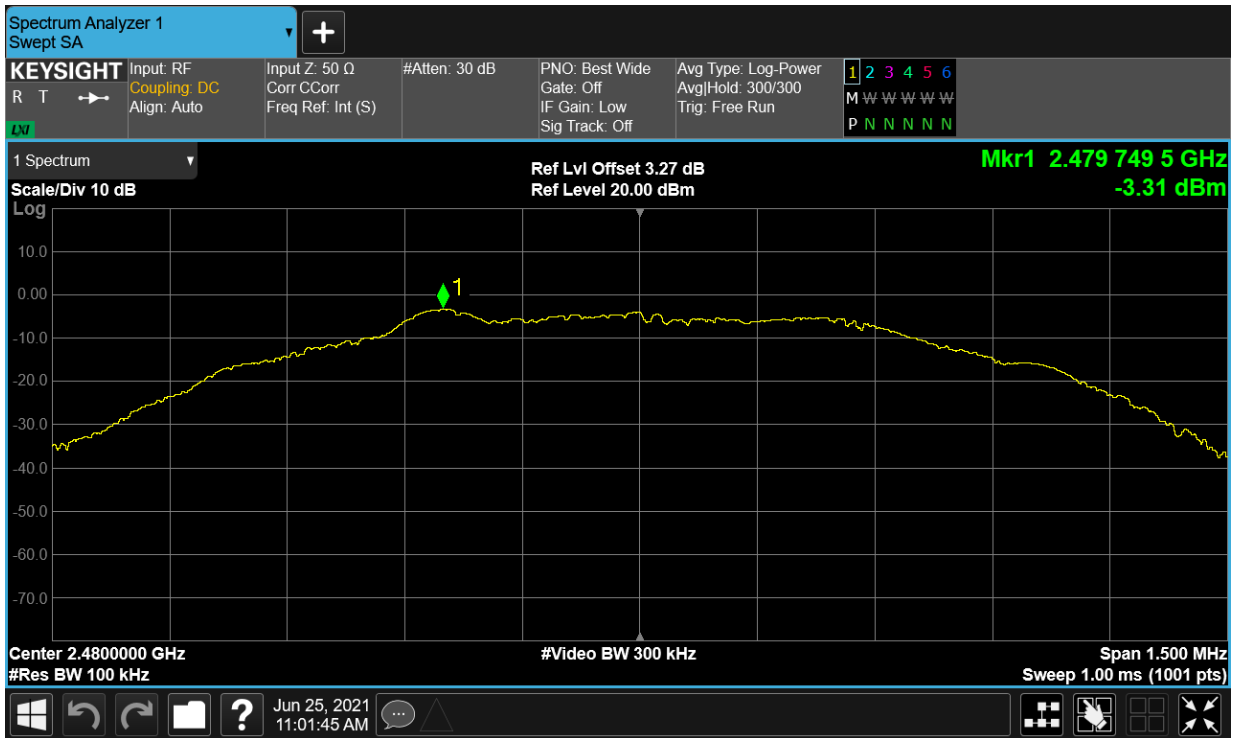 Spectrum Analyzer 1
Swept SA
KEYSIGHT
R T
LXI
Input: RF
Coupling: DC
Align: Auto
Input Z: 50 Ω
Corr CCorr
Freq Ref: Int (S)
#Atten: 30 dB
PNO: Best Wide
Gate: Off
IF Gain: Low
Sig Track: Off
Avg Type: Log-Power
Avg|Hold: 300/300
Trig: Free Run
1 2 3 4 5 6
M W W W W W
P N N N N N N
1 Spectrum
Scale/Div 10 dB
Log
Ref Lvl Offset 3.27 dB
Ref Level 20.00 dBm
Mkr1 2.479 749 5 GHz
-3.31 dBm
10.0
0.00
-10.0
-20.0
-30.0
-40.0
-50.0
-60.0
-70.0
1
Center 2.4800000 GHz
#Res BW 100 kHz
#Video BW 300 kHz
Span 1.500 MHz
Sweep 1.00 ms (1001 pts)
?
Jun 25, 2021
11:01:45 AM